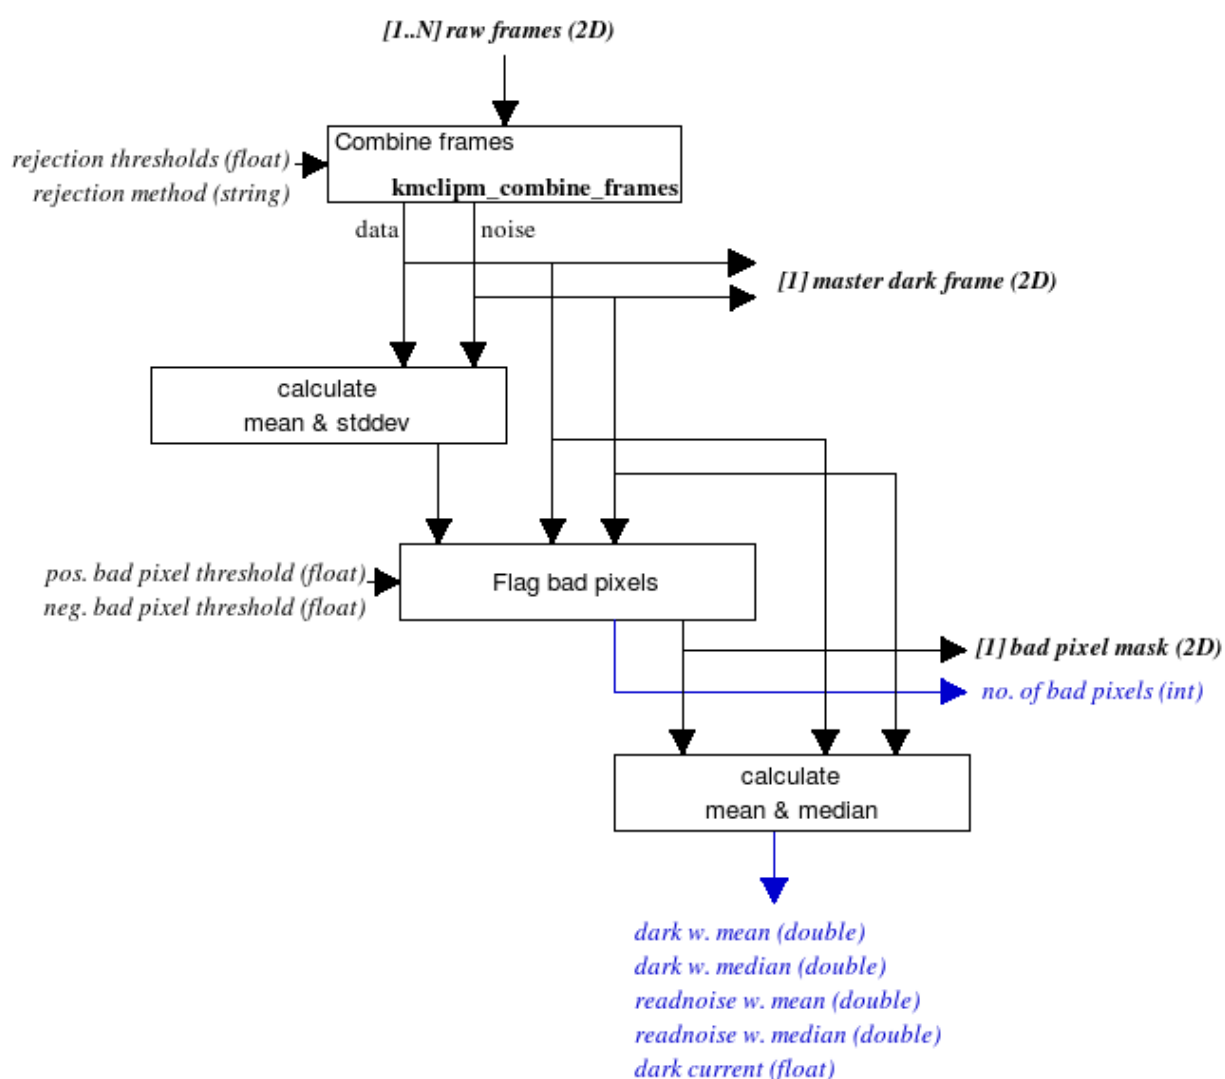 [1..N] raw frames (2D)
Combine frames
rejection thresholds (float)
rejection method (string)
kmclipm_combine_frames
data
noise
[1] master dark frame (2D)
calculate
mean & stddev
pos. bad pixel threshold (float)
neg. bad pixel threshold (float)
Flag bad pixels
[1] bad pixel mask (2D)
no. of bad pixels (int)
calculate
mean & median
dark w. mean (double)
dark w. median (double)
readnoise w. mean (double)
readnoise w. median (double)
dark current (float)